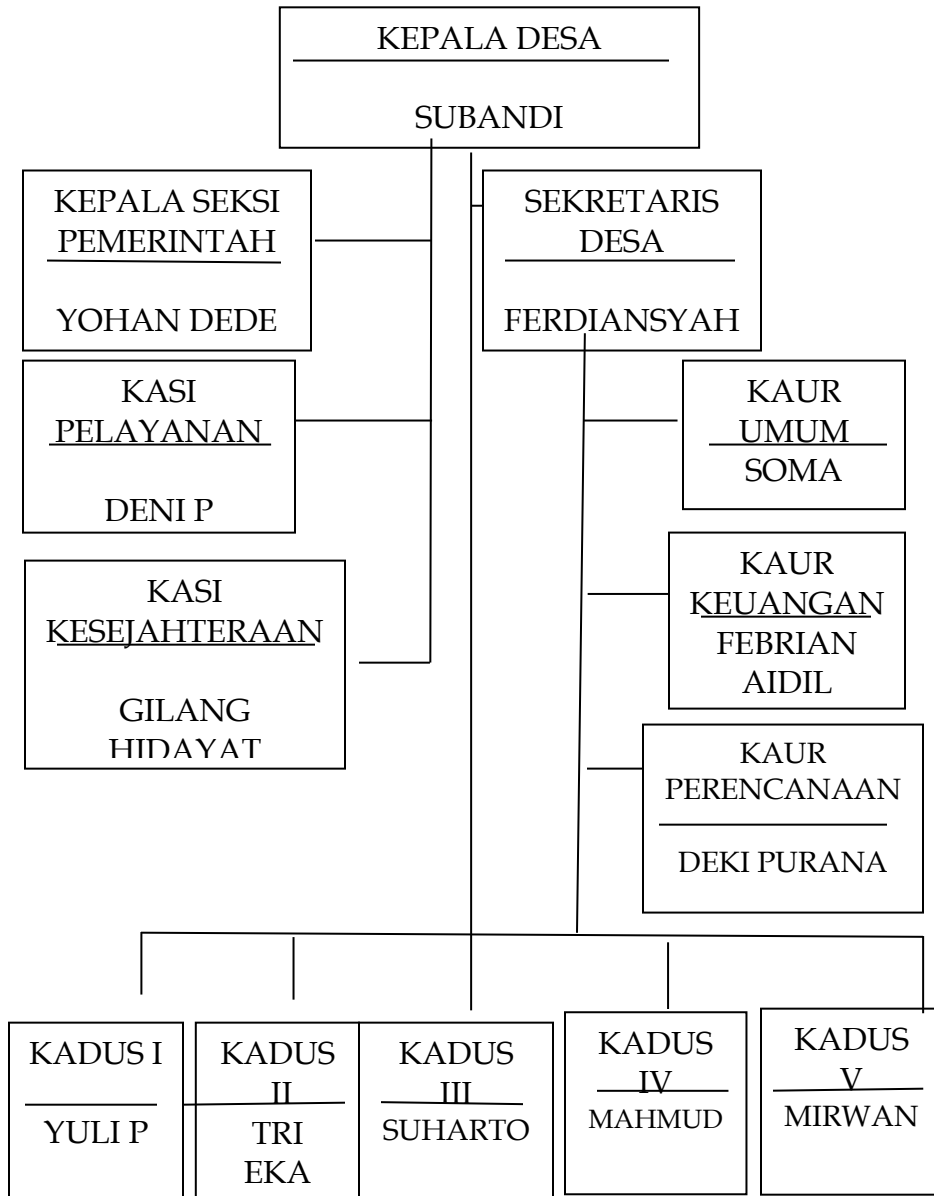 KEPALA DESA
SUBANDI
KEPALA SEKSI
PEMERINTAH
YOHAN DEDE
SEKRETARIS
DESA
FERDIANSYAH
KASI
PELAYANAN
DENI P
KAUR
UMUM
SOMA
KASI
KESEJAHTERAAN
GILANG
HIDAYAT
KAUR
KEUANGAN
FEBRIAN
AIDIL
KAUR
PERENCANAAN
DEKI PURANA
KADUS I
YULI P
KADUS
II
TRI
EKA
KADUS
III
SUHARTO
KADUS
IV
MAHMUD
KADUS
V
MIRWAN